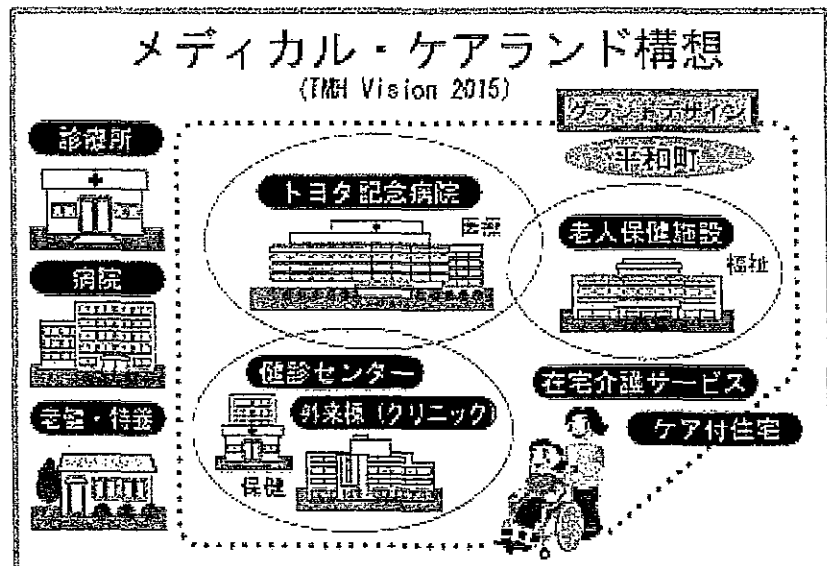 メディカル・ケアランド構想
(TMH Vision 2015)
グランドデザイン
平和町
診療所
病院
老健・特養
トヨタ記念病院
医療
老人保健施設
福祉
健診センター
外来棟(クリニック)
保健
在宅介護サービス
ケア付住宅